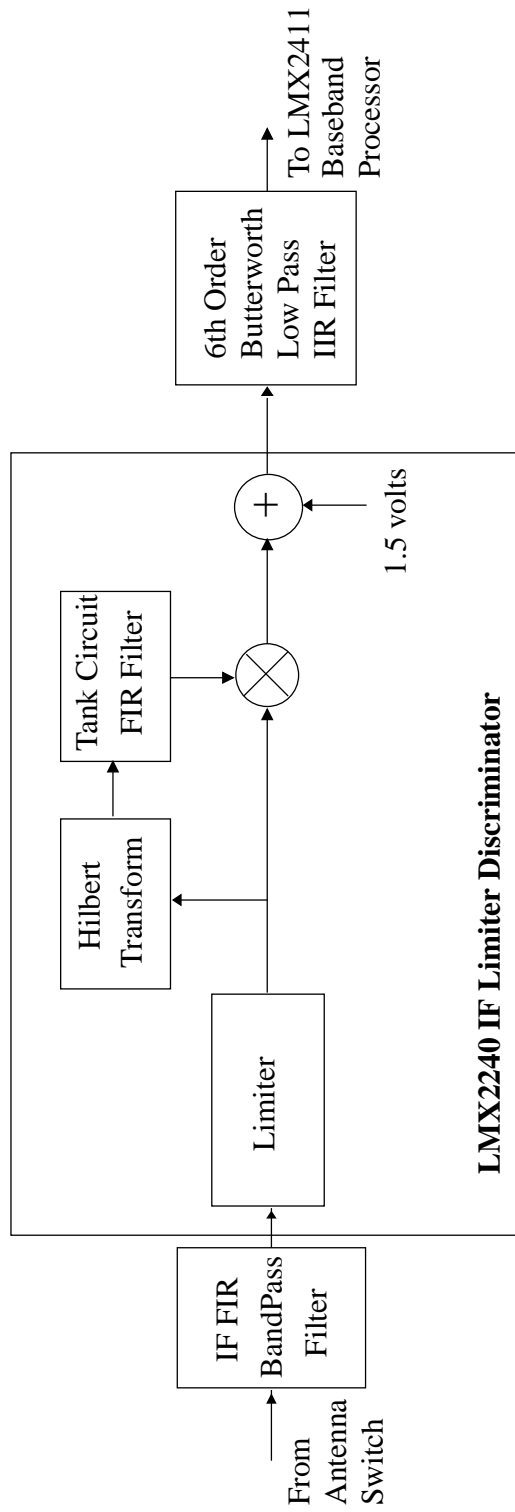 From
Antenna
Switch
IF FIR
BandPass
Filter
Limiter
Hilbert
Transform
Tank Circuit
FIR Filter
+
1.5 volts
LMX2240 IF Limiter Discriminator
6th Order
Butterworth
Low Pass
IIR Filter
To LMX2411
Baseband
Processor